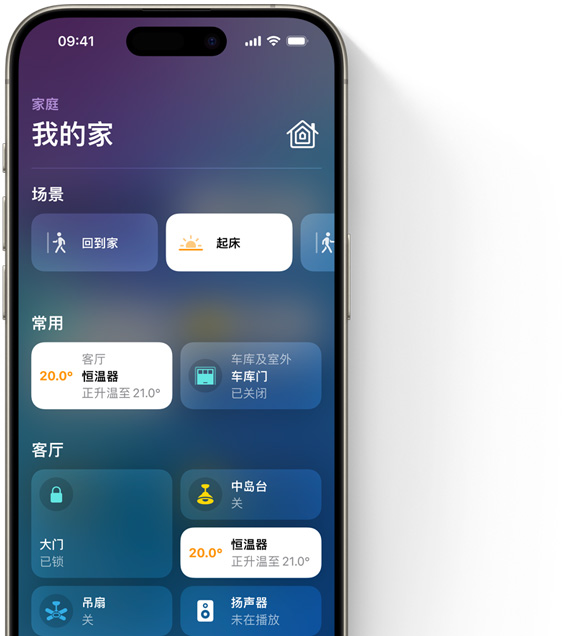 09:41
家庭
我的家
场景
回到家
起床
常用
20.0°
客厅
恒温器
正升温至 21.0°
车库及室外
车库门
已关闭
客厅
大门
已锁
中岛台
关
20.0°
恒温器
正升温至 21.0°
吊扇
关
扬声器
未在播放